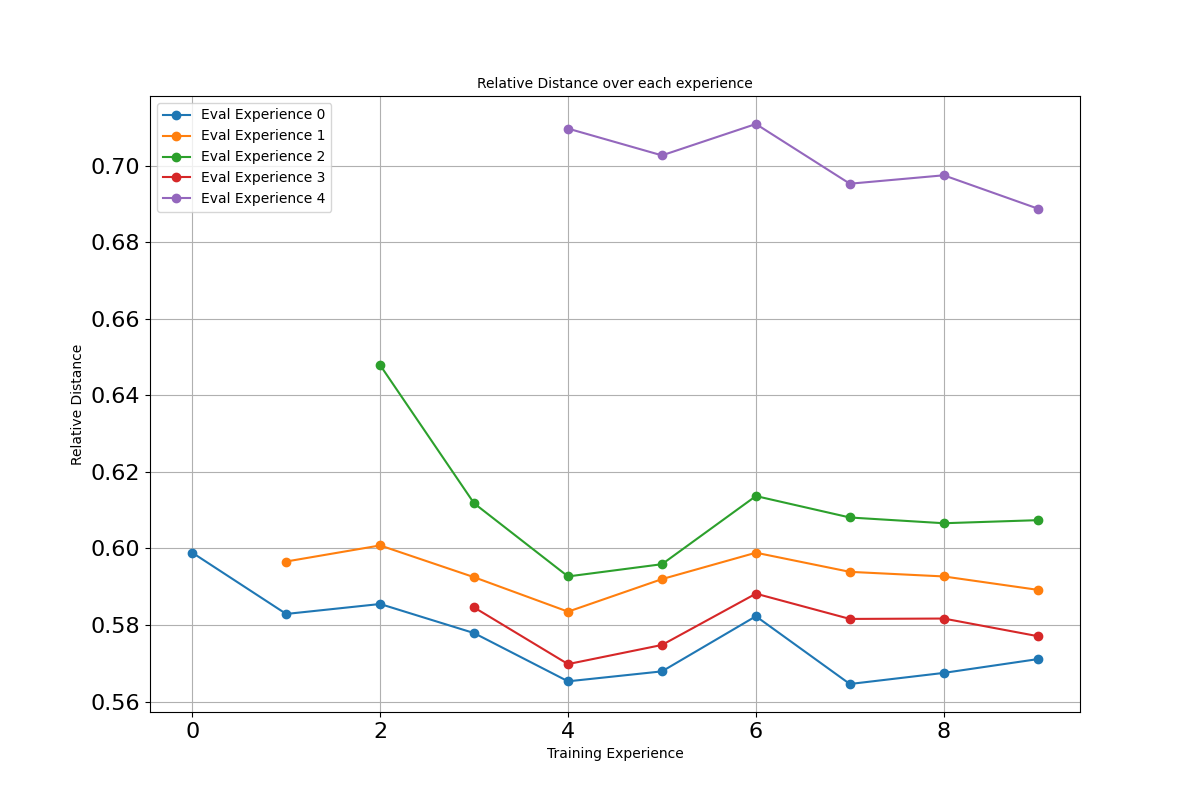 Relative Distance over each experience
Eval Experience 0
Eval Experience 1
Eval Experience 2
Eval Experience 3
Eval Experience 4
Relative Distance
0.70
0.68
0.66
0.64
0.62
0.60
0.58
0.56
0 2 4 6 8
Training Experience